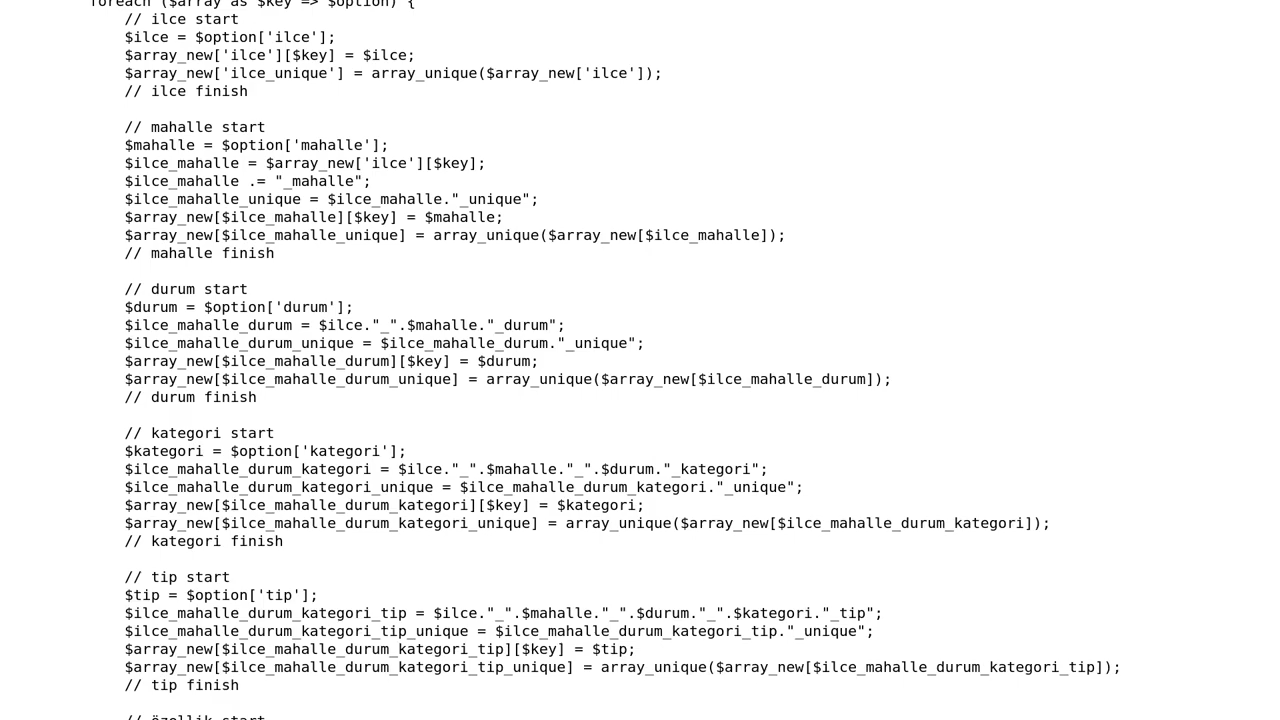 foreach ($array as $key => $option) {
// ilce start
$ilce = $option['ilce'];
$array_new['ilce'][$key] = $ilce;
$array_new['ilce_unique'] = array_unique($array_new['ilce']);
// ilce finish
// mahalle start
$mahalle = $option['mahalle'];
$ilce_mahalle = $array_new['ilce'][$key];
$ilce_mahalle .= "_mahalle";
$ilce_mahalle_unique = $ilce_mahalle."_unique";
$array_new[$ilce_mahalle][$key] = $mahalle;
$array_new[$ilce_mahalle_unique] = array_unique($array_new[$ilce_mahalle]);
// mahalle finish
// durum start
$durum = $option['durum'];
$ilce_mahalle_durum = $ilce."_".$mahalle."_durum";
$ilce_mahalle_durum_unique = $ilce_mahalle_durum."_unique";
$array_new[$ilce_mahalle_durum][$key] = $durum;
$array_new[$ilce_mahalle_durum_unique] = array_unique($array_new[$ilce_mahalle_durum]);
// durum finish
// kategori start
$kategori = $option['kategori'];
$ilce_mahalle_durum_kategori = $ilce."_".$mahalle."_".$durum."_kategori";
$ilce_mahalle_durum_kategori_unique = $ilce_mahalle_durum_kategori."_unique";
$array_new[$ilce_mahalle_durum_kategori][$key] = $kategori;
$array_new[$ilce_mahalle_durum_kategori_unique] = array_unique($array_new[$ilce_mahalle_durum_kategori]);
// kategori finish
// tip start
$tip = $option['tip'];
$ilce_mahalle_durum_kategori_tip = $ilce."_".$mahalle."_".$durum."_".$kategori."_tip";
$ilce_mahalle_durum_kategori_tip_unique = $ilce_mahalle_durum_kategori_tip."_unique";
$array_new[$ilce_mahalle_durum_kategori_tip][$key] = $tip;
$array_new[$ilce_mahalle_durum_kategori_tip_unique] = array_unique($array_new[$ilce_mahalle_durum_kategori_tip]);
// tip finish
// özellik start